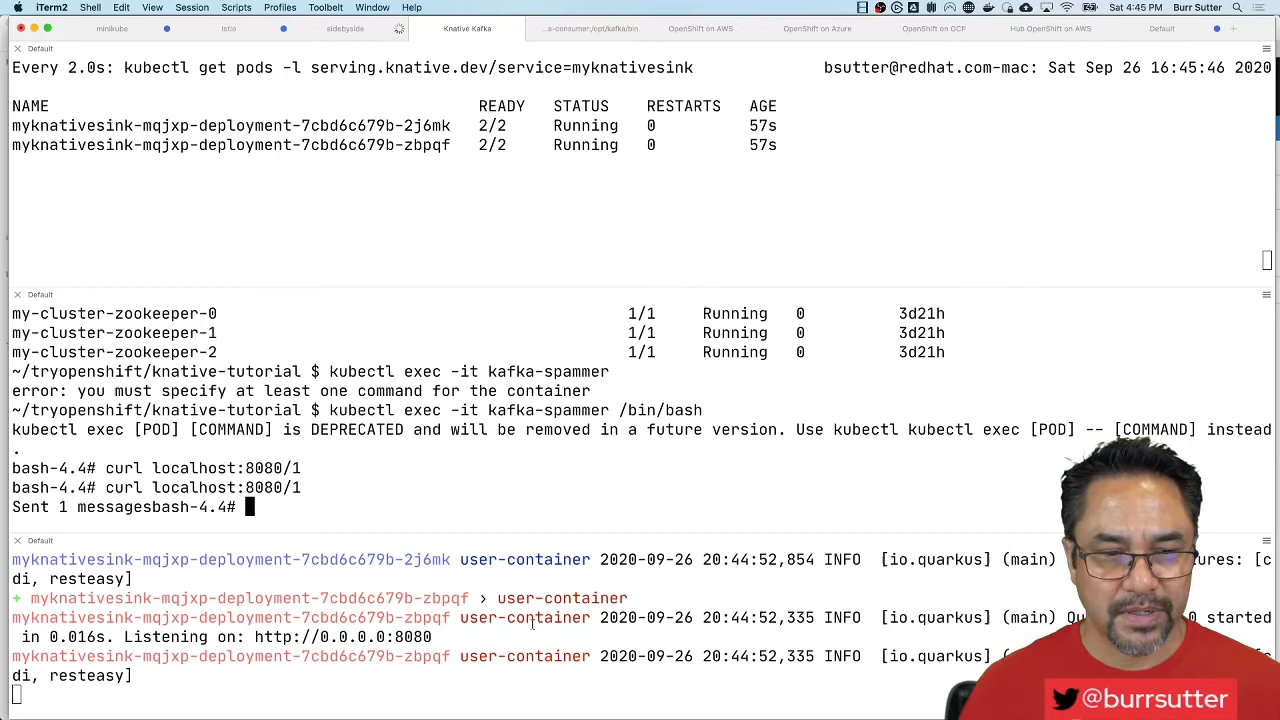 iTerm2 Shell Edit View Session Scripts Profiles Toolbelt Window Help Sat 4:45 PM Burr Sutter
minikube istio sidebyside Knative Kafka ...a-consumer:/opt/kafka/bin OpenShift on AWS OpenShift on Azure OpenShift on GCP Hub OpenShift on AWS Default
Default
Every 2.0s: kubectl get pods -l serving.knative.dev/service=myknativesink bsutter@redhat.com-mac: Sat Sep 26 16:45:46 2020
NAME READY STATUS RESTARTS AGE
myknativesink-mqjxp-deployment-7cbd6c679b-2j6mk 2/2 Running 0 57s
myknativesink-mqjxp-deployment-7cbd6c679b-zbpqf 2/2 Running 0 57s
Default
my-cluster-zookeeper-0 1/1 Running 0 3d21h
my-cluster-zookeeper-1 1/1 Running 0 3d21h
my-cluster-zookeeper-2 1/1 Running 0 3d21h
~/tryopenshift/knative-tutorial $ kubectl exec -it kafka-spammer
error: you must specify at least one command for the container
~/tryopenshift/knative-tutorial $ kubectl exec -it kafka-spammer /bin/bash
kubectl exec [POD] [COMMAND] is DEPRECATED and will be removed in a future version. Use kubectl kubectl exec [POD] -- [COMMAND] instead
.
bash-4.4# curl localhost:8080/1
bash-4.4# curl localhost:8080/1
Sent 1 messagesbash-4.4#
Default
myknativesink-mqjxp-deployment-7cbd6c679b-2j6mk user-container 2020-09-26 20:44:52,854 INFO [io.quarkus] (main) tures: [c
di, resteasy]
+ myknativesink-mqjxp-deployment-7cbd6c679b-zbpqf › user-container
myknativesink-mqjxp-deployment-7cbd6c679b-zbpqf user-container 2020-09-26 20:44:52,335 INFO [io.quarkus] (main) Qu 0 started
in 0.016s. Listening on: http://0.0.0.0:8080
myknativesink-mqjxp-deployment-7cbd6c679b-zbpqf user-container 2020-09-26 20:44:52,335 INFO [io.quarkus] (main)
di, resteasy]
@burrsutter